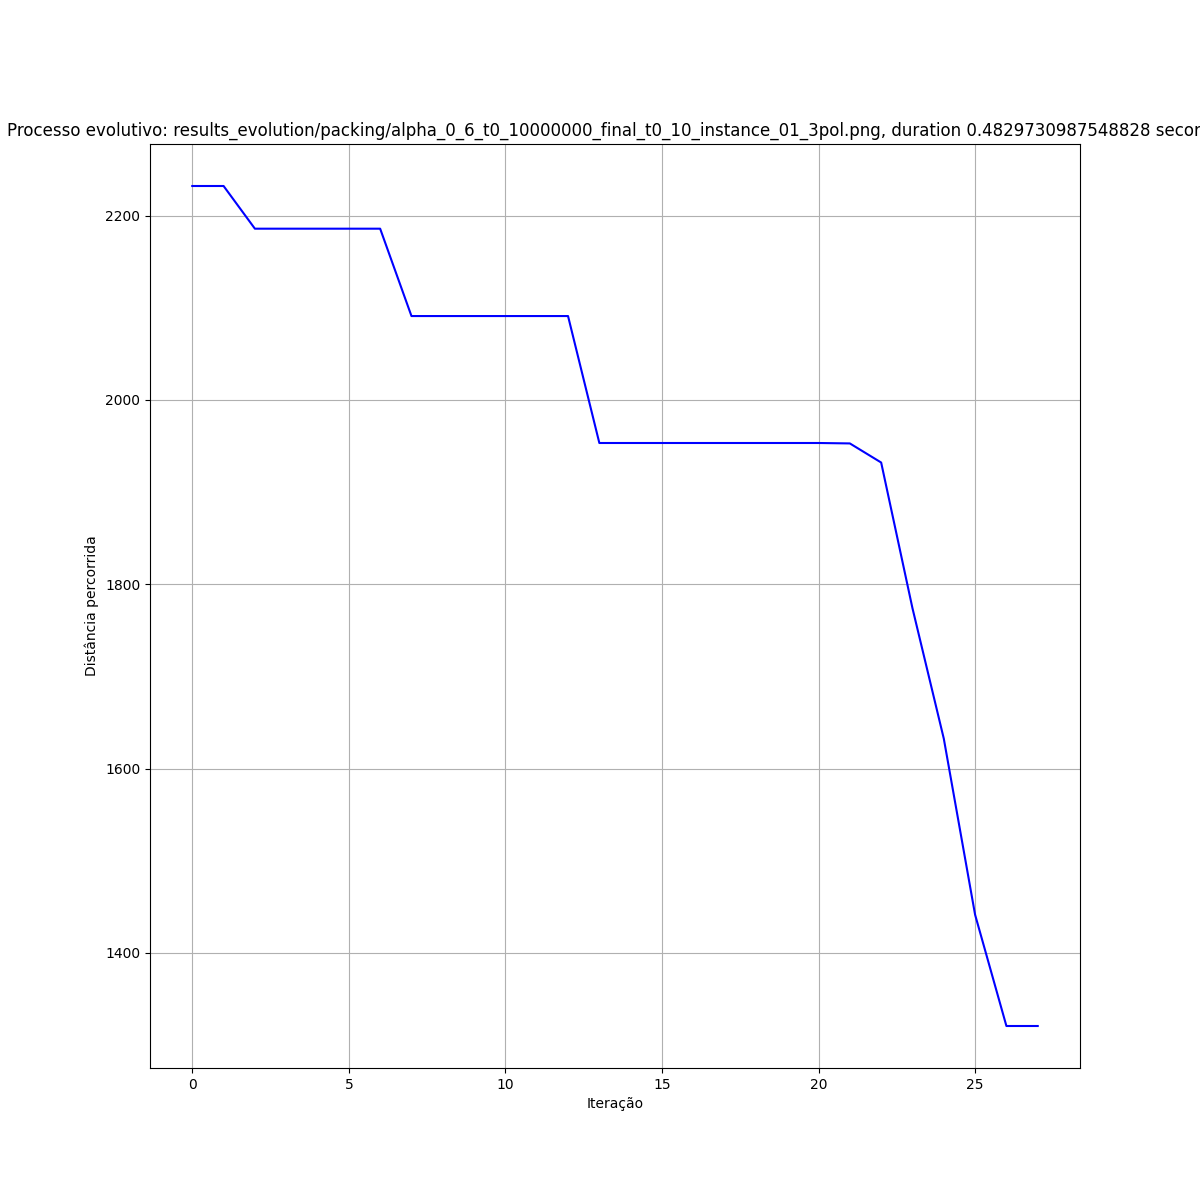 Processo evolutivo: results_evolution/packing/alpha_0_6_t0_10000000_final_t0_10_instance_01_3pol.png, duration 0.4829730987548828
2200
2000
1800
1600
1400
Distância percorrida
0 5 10 15 20 25
Iteração